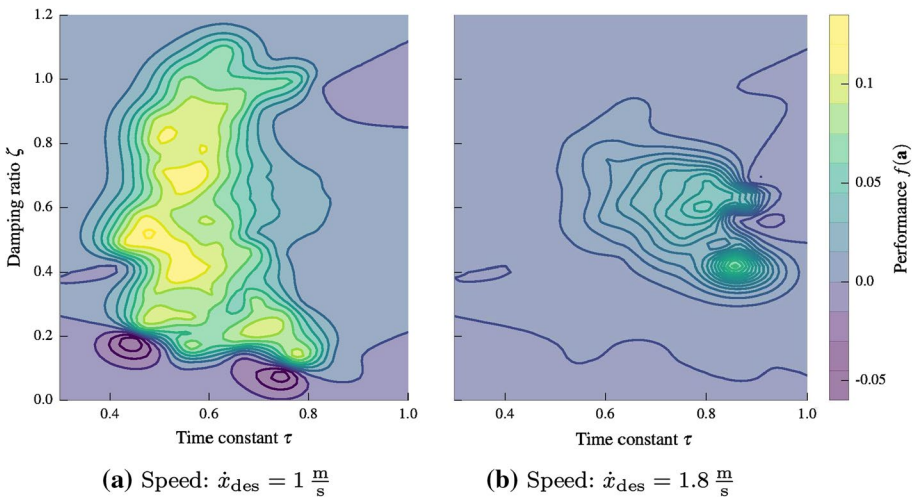 1.2
1.0
0.8
0.6
0.4
0.2
0.0
Damping ratio ζ
0.4 0.6 0.8 1.0
Time constant τ
0.4 0.6 0.8 1.0
Time constant τ
0.1
0.05
0.0
-0.05
Performance f(a)
(a) Speed: ẋ_des = 1 m/s
(b) Speed: ẋ_des = 1.8 m/s